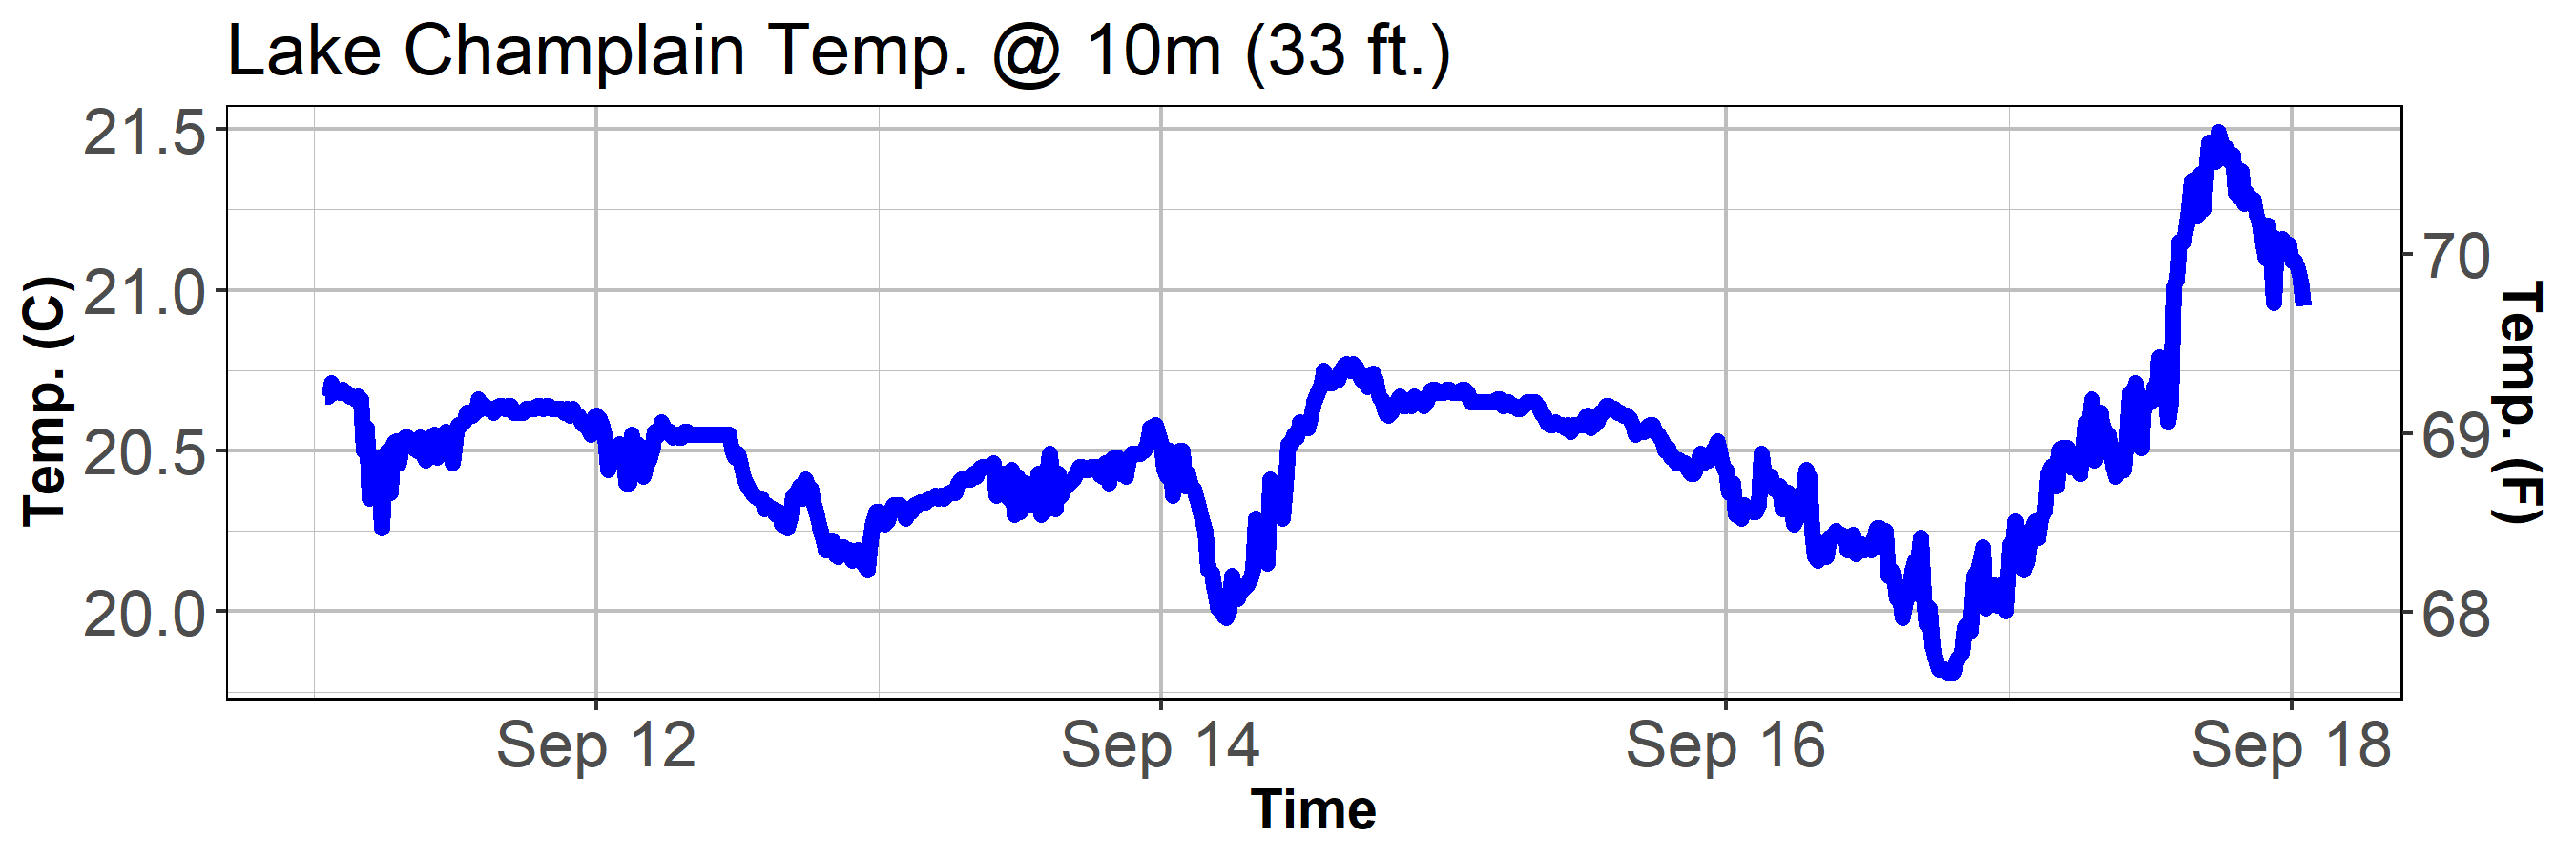 Lake Champlain Temp. @ 10m (33 ft.)
21.5
21.0
20.5
20.0
Temp. (C)
70
69
68
Temp. (F)
Sep 12 Sep 14 Sep 16 Sep 18
Time